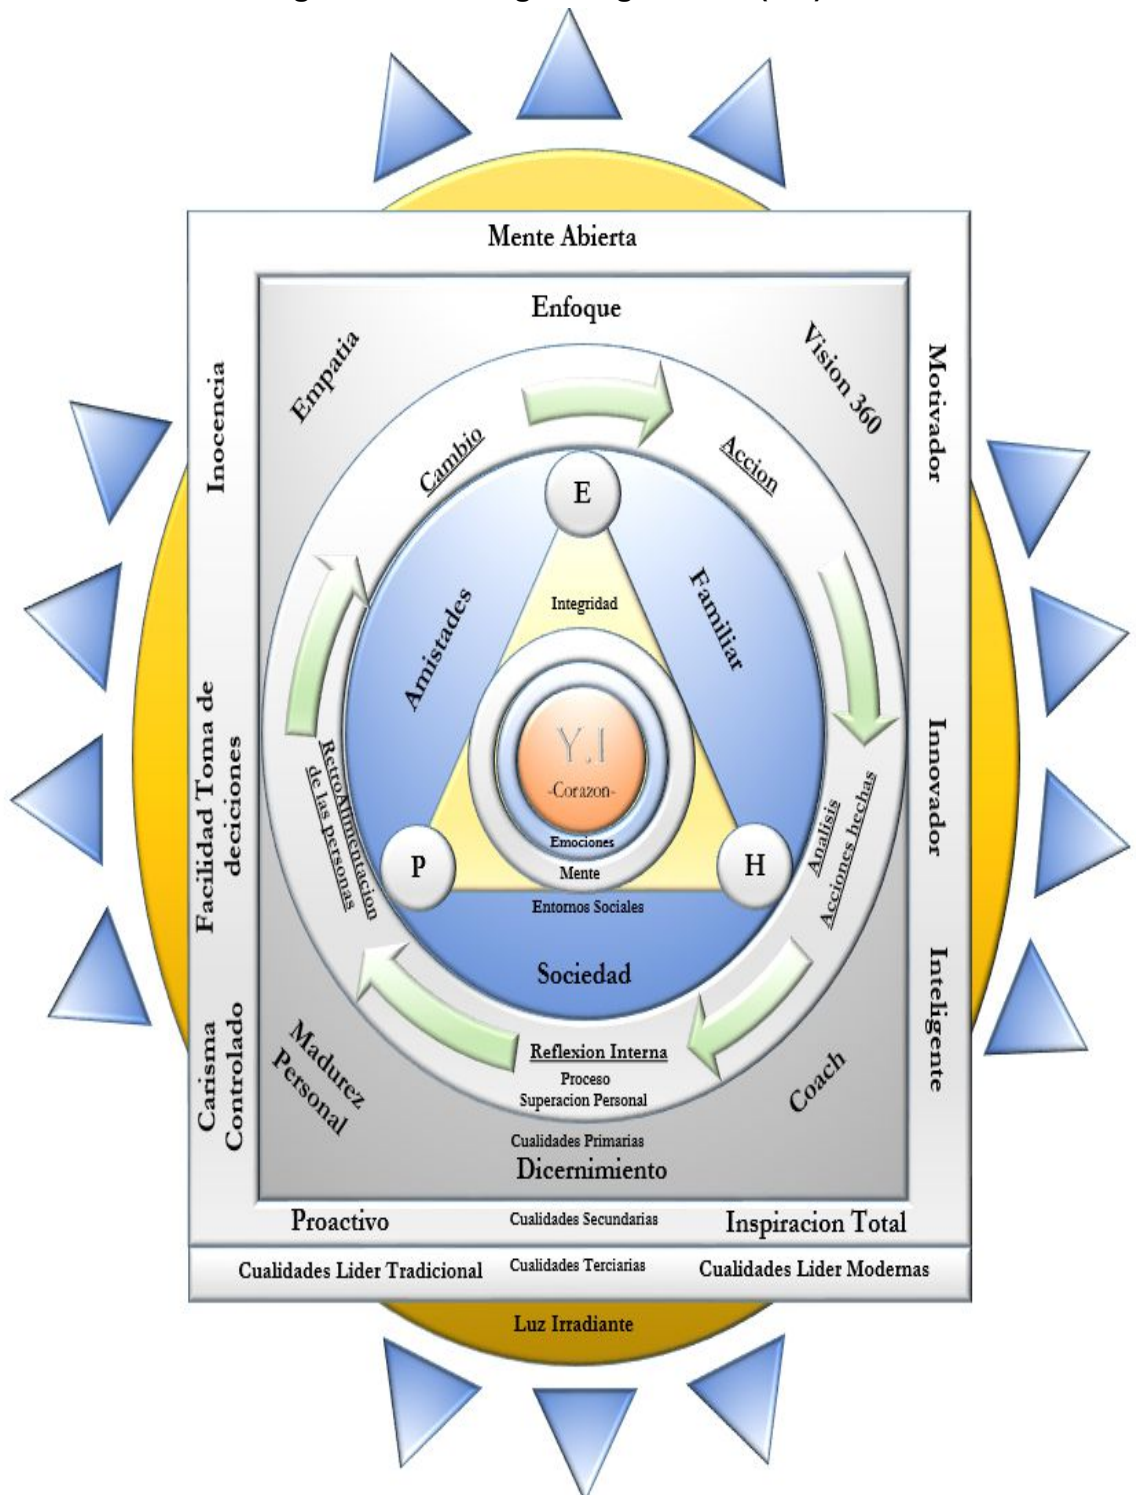 Mente Abierta
Enfoque
Empatia
Vision 360
Inocencia
Motivador
Cambio
Accion
E
Amistades
Familiar
Integridad
Facilidad Toma de
deciciones
Innovador
RetroAlimentacion
de las personas
Y.I
-Corazon-
Analisis
Acciones hechas
Emociones
P
Mente
H
Entornos Sociales
Sociedad
Inteligente
Carisma
Controlado
Madurez
Personal
Reflexion Interna
Proceso
Superacion Personal
Coach
Cualidades Primarias
Dicernimiento
Proactivo
Cualidades Secundarias
Inspiracion Total
Cualidades Lider Tradicional
Cualidades Terciarias
Cualidades Lider Modernas
Luz Irradiante